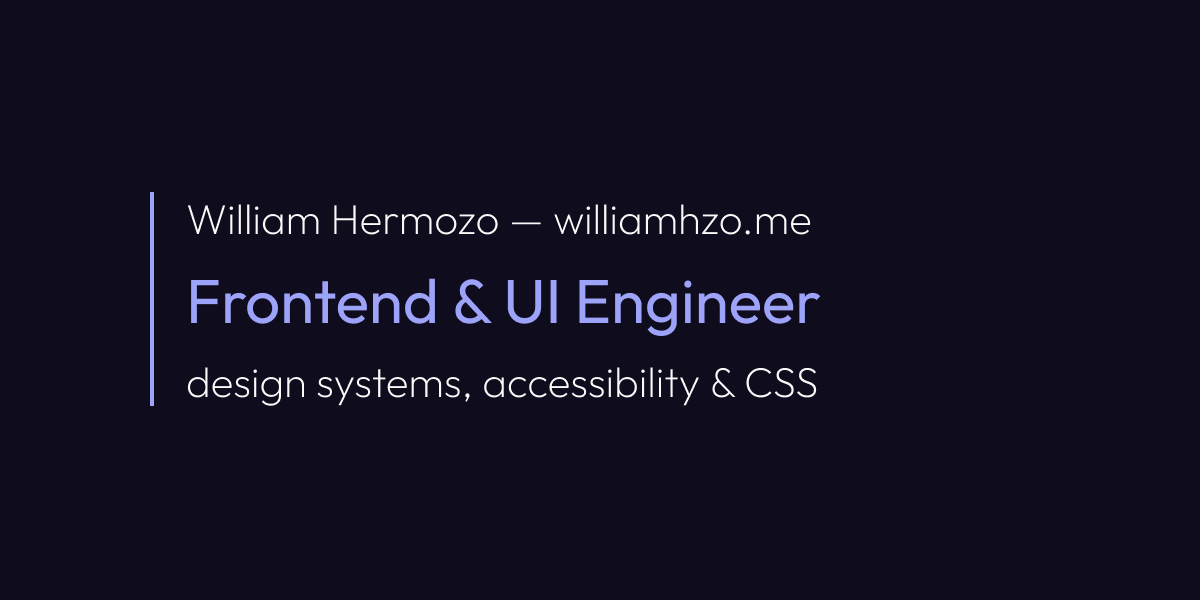 William Hermozo — williamhzo.me
Frontend & UI Engineer
design systems, accessibility & CSS